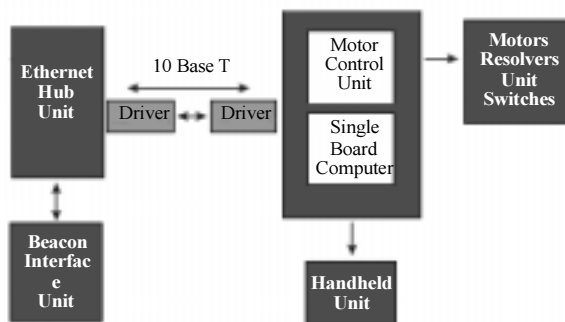 Ethernet
Hub
Unit
10 Base T
Driver
Driver
Motor
Control
Unit
Single
Board
Computer
Motors
Resolvers
Unit
Switches
Beacon
Interfac
e
Unit
Handheld
Unit